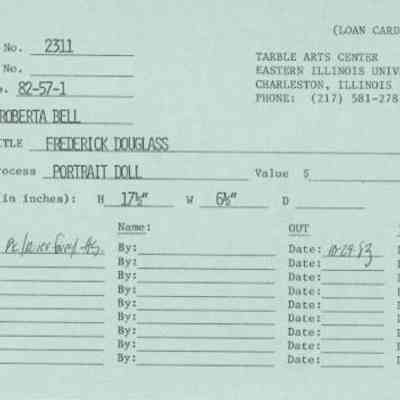 (LOAN CARD
No. 2311
TARBLE ARTS CENTER
No.
EASTERN ILLINOIS UNIV
82-57-1
CHARLESTON, ILLINOIS
PHONE: (217) 581-278
ROBERTA BELL
TITLE FREDERICK DOUGLASS
rocess PORTRAIT DOLL Value $
(in inches): H 17½" W 6½" D
Name: OUT
By: Date: 10-29-83
By: Date:
By: Date:
By: Date:
By: Date:
By: Date:
By: Date:
By: Date:
By: Date: